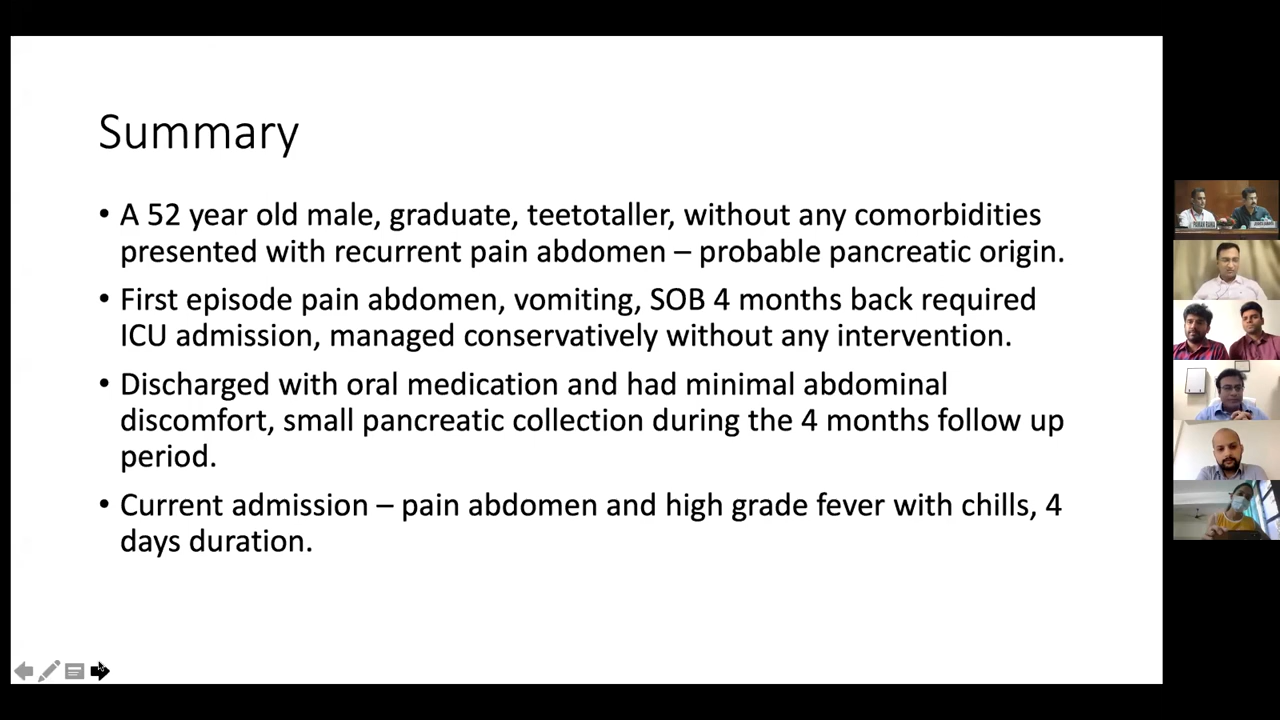 Summary
• A 52 year old male, graduate, teetotaller, without any comorbidities
presented with recurrent pain abdomen – probable pancreatic origin.
• First episode pain abdomen, vomiting, SOB 4 months back required
ICU admission, managed conservatively without any intervention.
• Discharged with oral medication and had minimal abdominal
discomfort, small pancreatic collection during the 4 months follow up
period.
• Current admission – pain abdomen and high grade fever with chills, 4
days duration.